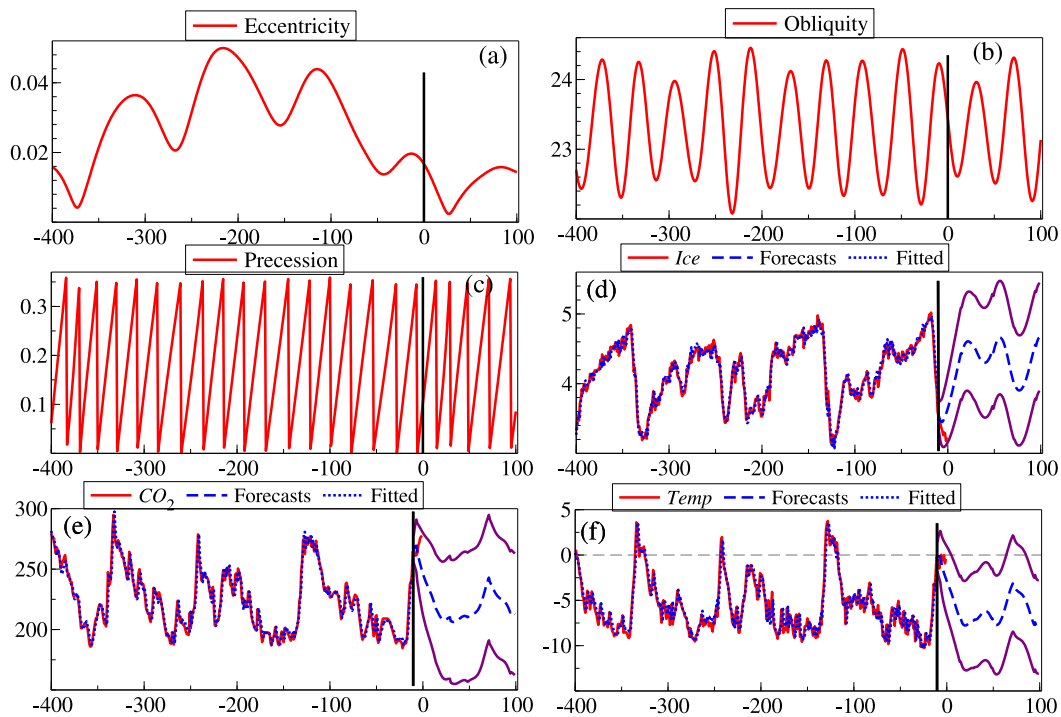 Eccentricity
(a)
0.04
0.02
-400 -300 -200 -100 0 100
Obliquity
(b)
24
23
-400 -300 -200 -100 0 100
Precession
(c)
0.3
0.2
0.1
-400 -300 -200 -100 0 100
Ice Forecasts Fitted
(d)
5
4
-400 -300 -200 -100 0 100
CO2 Forecasts Fitted
(e)
300
250
200
150
-400 -300 -200 -100 0 100
Temp Forecasts Fitted
(f)
5
0
-5
-10
-400 -300 -200 -100 0 100